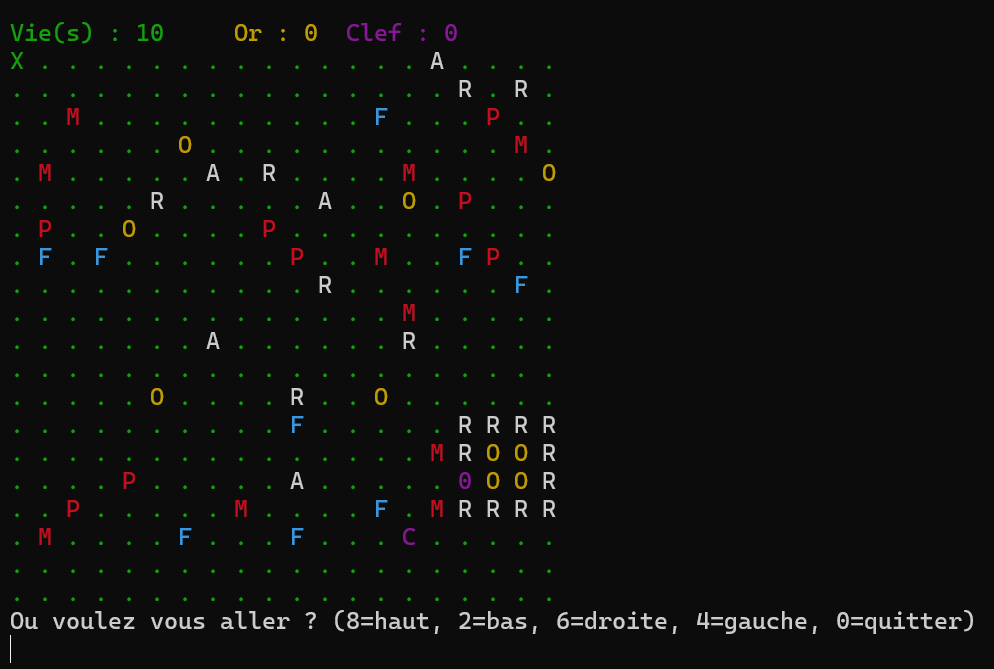 Vie(s) : 10     Or : 0  Clef : 0
X . . . . . . . . . . . . . . A . . . .
. . . . . . . . . . . . . . . . R . R .
. . M . . . . . . . . . . F . . . P . .
. . . . . . O . . . . . . . . . . . M .
. M . . . . . A . R . . . . M . . . . O
. . . . . R . . . . . A . . O . P . . .
. P . . O . . . . P . . . . . . . . . .
. F . F . . . . . . P . . M . . F P . .
. . . . . . . . . . . R . . . . . . F .
. . . . . . . . . . . . . . M . . . . .
. . . . . . . A . . . . . . R . . . . .
. . . . . . . . . . . . . . . . . . . .
. . . . . O . . . . R . . O . . . . . .
. . . . . . . . . . F . . . . . R R R R
. . . . . . . . . . . . . . . M R O O R
. . . . P . . . . . A . . . . . 0 O O R
. . P . . . . . M . . . . F . M R R R R
. M . . . . F . . . F . . . C . . . . .
. . . . . . . . . . . . . . . . . . . .
. . . . . . . . . . . . . . . . . . . .
Ou voulez vous aller ? (8=haut, 2=bas, 6=droite, 4=gauche, 0=quitter)